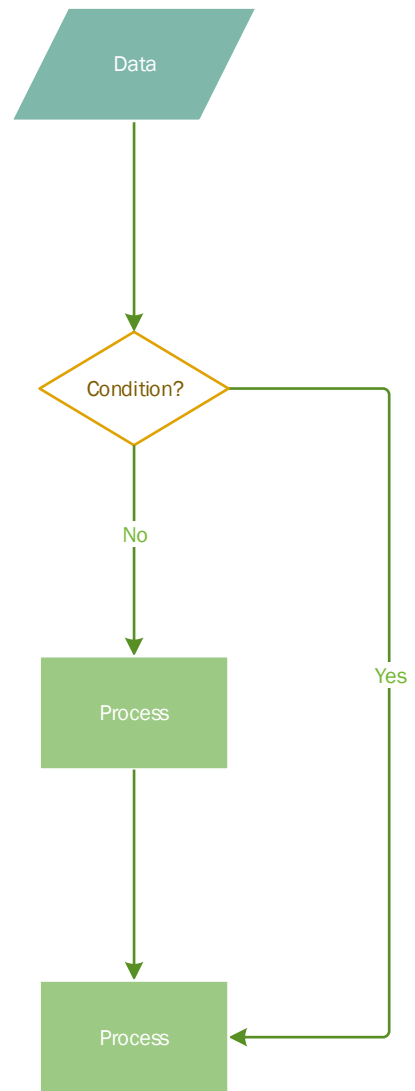 Data
Condition?
No
Process
Yes
Process